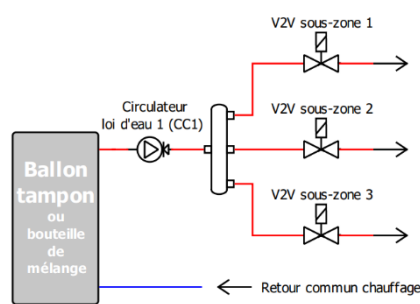 V2V sous-zone 1
Circulateur
loi d'eau 1 (CC1)
V2V sous-zone 2
Ballon
tampon
ou
bouteille
de
mélange
V2V sous-zone 3
Retour commun chauffage